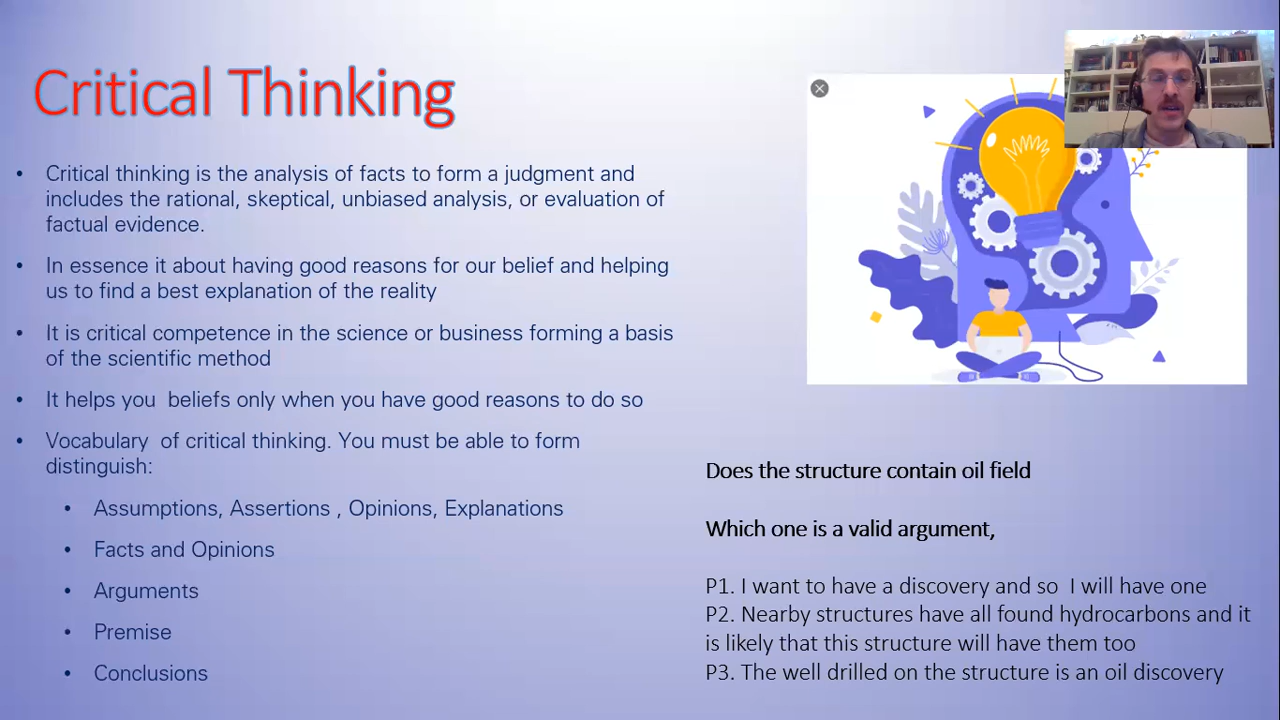 Critical Thinking
• Critical thinking is the analysis of facts to form a judgment and
includes the rational, skeptical, unbiased analysis, or evaluation of
factual evidence.
• In essence it about having good reasons for our belief and helping
us to find a best explanation of the reality
• It is critical competence in the science or business forming a basis
of the scientific method
• It helps you beliefs only when you have good reasons to do so
• Vocabulary of critical thinking. You must be able to form
distinguish:
• Assumptions, Assertions , Opinions, Explanations
• Facts and Opinions
• Arguments
• Premise
• Conclusions
Does the structure contain oil field
Which one is a valid argument,
P1. I want to have a discovery and so I will have one
P2. Nearby structures have all found hydrocarbons and it
is likely that this structure will have them too
P3. The well drilled on the structure is an oil discovery